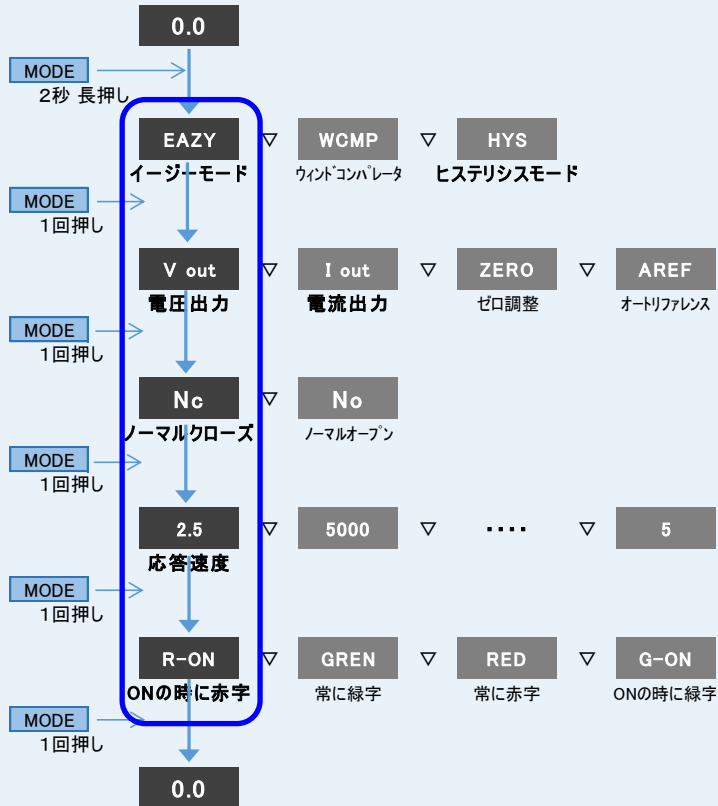 0.0
MODE
2秒 長押し
EAZY ▽ WCMP ▽ HYS
イージーモード ウィンドコンパレータ ヒステリシスモード
MODE
1回押し
V out ▽ I out ▽ ZERO ▽ AREF
電圧出力 電流出力 ゼロ調整 オートリファレンス
MODE
1回押し
Nc ▽ No
ノーマルクローズ ノーマルオープン
MODE
1回押し
2.5 ▽ 5000 ▽ ････ ▽ 5
応答速度
MODE
1回押し
R-ON ▽ GREN ▽ RED ▽ G-ON
ONの時に赤字 常に緑字 常に赤字 ONの時に緑字
MODE
1回押し
0.0